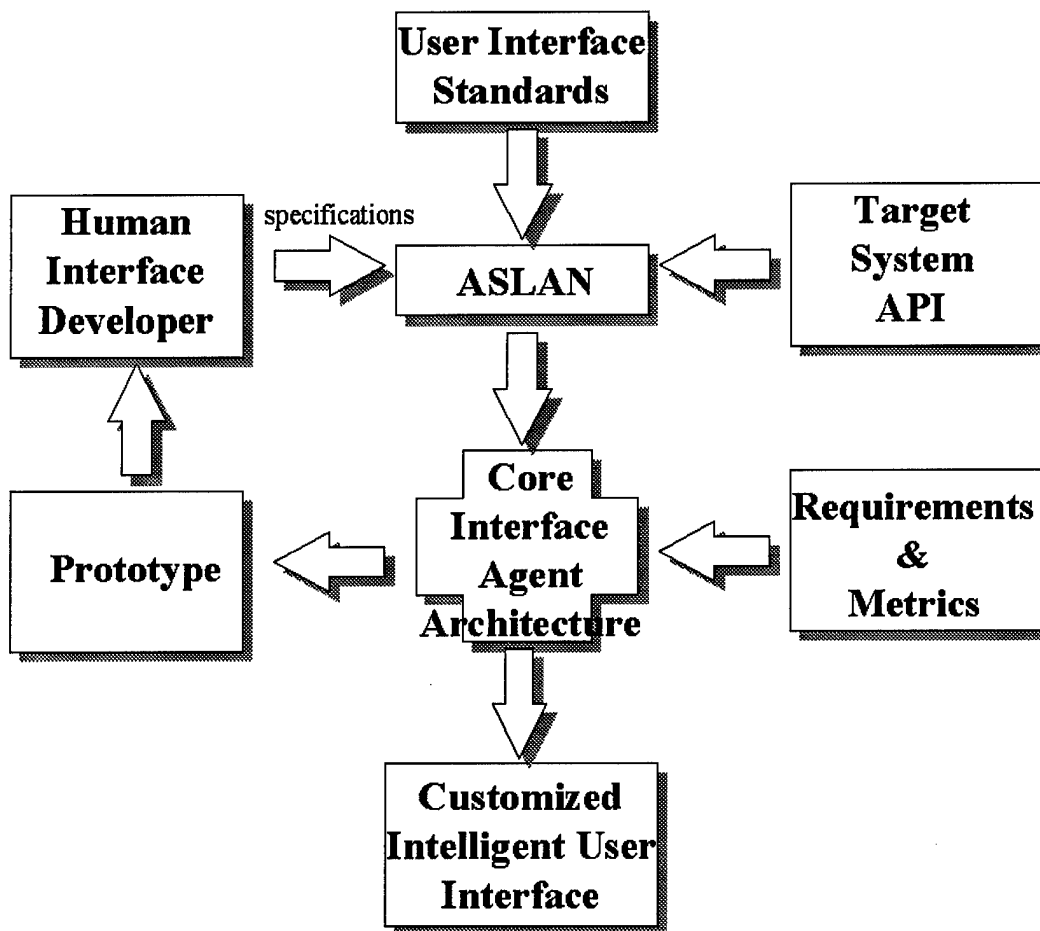 User Interface
Standards
Human
Interface
Developer
specifications
ASLAN
Target
System
API
Prototype
Core
Interface
Agent
Architecture
Requirements
&
Metrics
Customized
Intelligent User
Interface